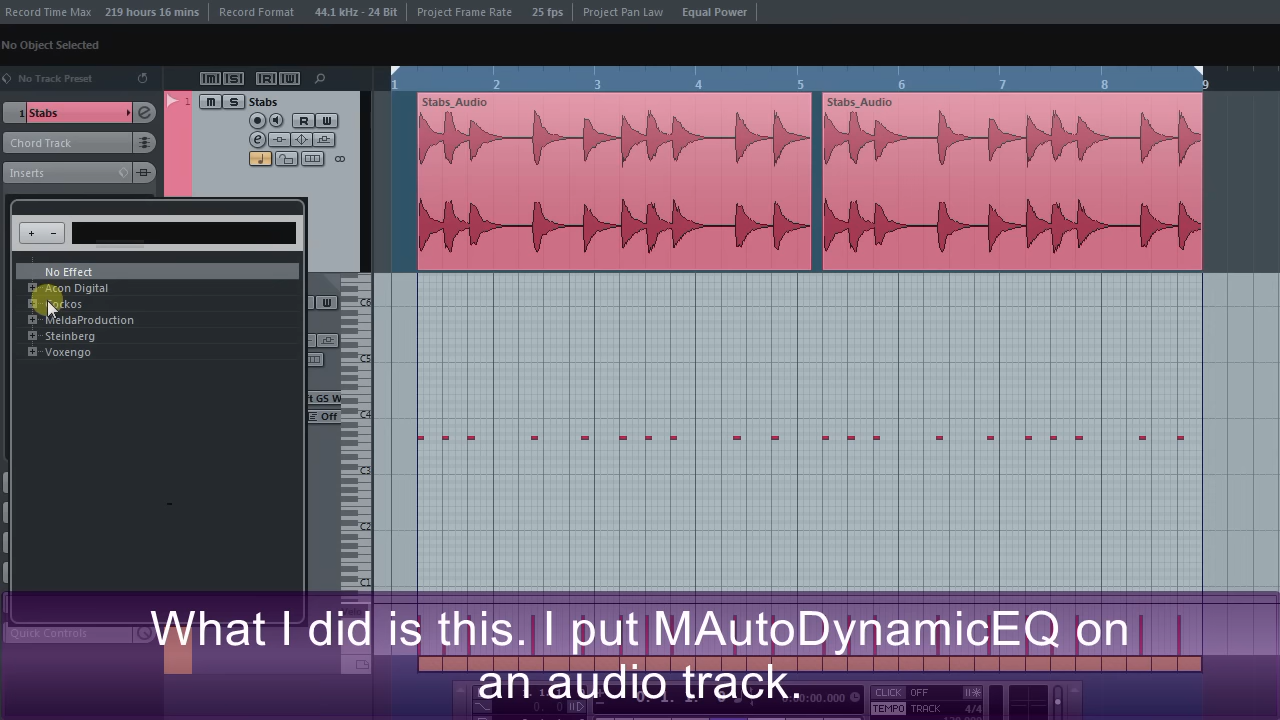 Record Time Max 219 hours 16 mins Record Format 44.1 kHz - 24 Bit Project Frame Rate 25 fps Project Pan Law Equal Power
No Object Selected
No Track Preset
1 Stabs
Chord Track
Inserts
+ -
No Effect
Acon Digital
MeldaProduction
Steinberg
Voxengo
1 M S Stabs
R W
e
W
ft GS W
Off
1 2 3 4 5 6 7 8 9
Stabs_Audio Stabs_Audio
C6
C5
C4
C3
C2
C1
Quick Controls
What I did is this. I put MAutoDynamicEQ on
an audio track.
CLICK OFF
TEMPO TRACK 4/4